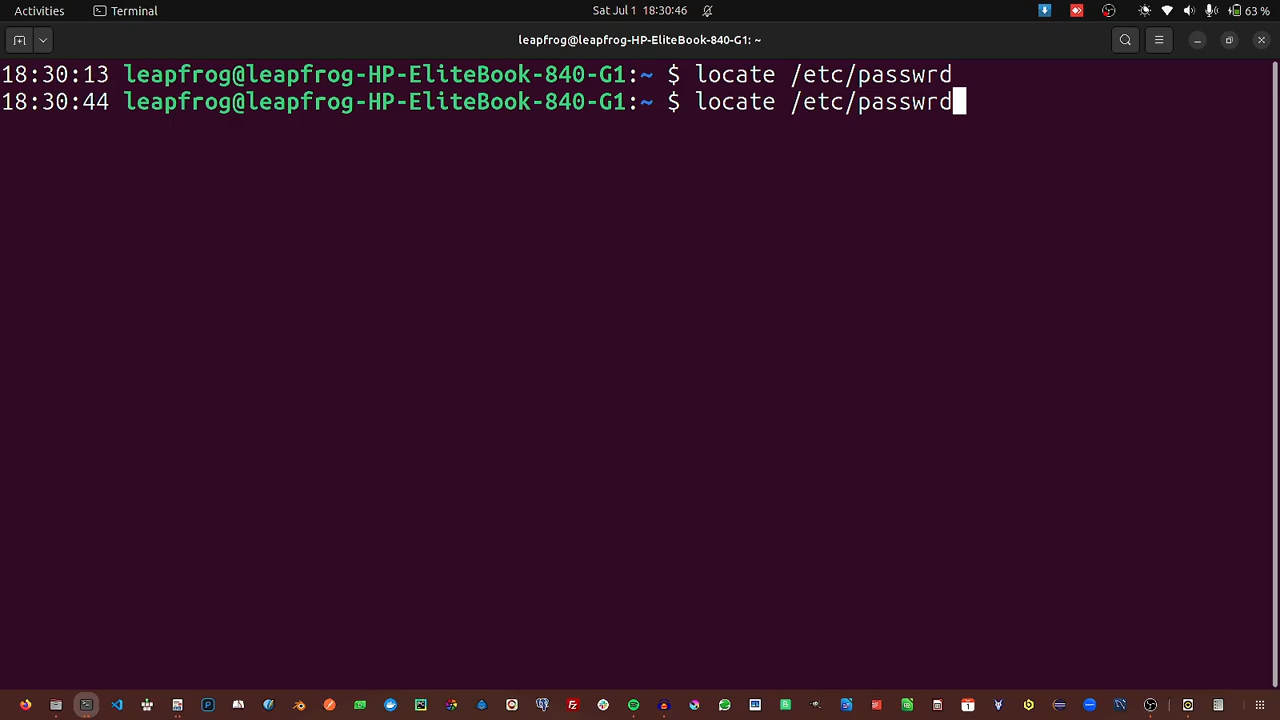 Activities Terminal Sat Jul 1 18:30:46 63 %
leapfrog@leapfrog-HP-EliteBook-840-G1: ~
18:30:13 leapfrog@leapfrog-HP-EliteBook-840-G1:~ $ locate /etc/passwrd
18:30:44 leapfrog@leapfrog-HP-EliteBook-840-G1:~ $ locate /etc/passwrd